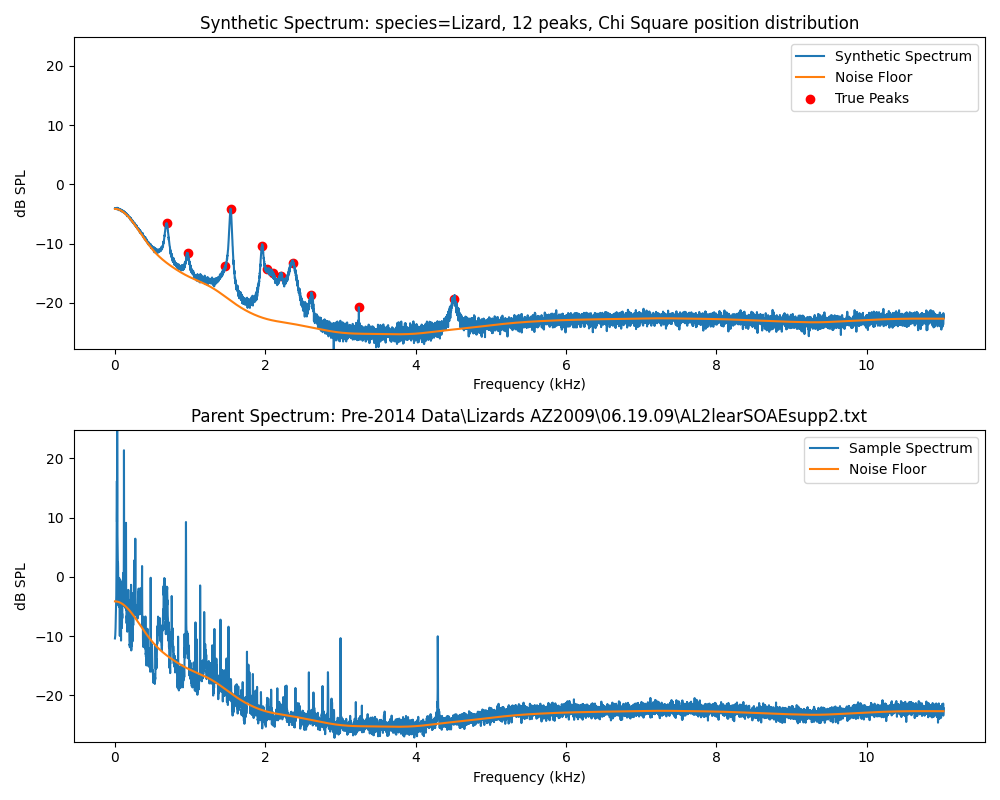 Synthetic Spectrum: species=Lizard, 12 peaks, Chi Square position distribution
20
10
0
−10
−20
dB SPL
Synthetic Spectrum
Noise Floor
True Peaks
0 2 4 6 8 10
Frequency (kHz)
Parent Spectrum: Pre-2014 Data\Lizards AZ2009\06.19.09\AL2learSOAEsupp2.txt
20
10
0
−10
−20
dB SPL
Sample Spectrum
Noise Floor
0 2 4 6 8 10
Frequency (kHz)